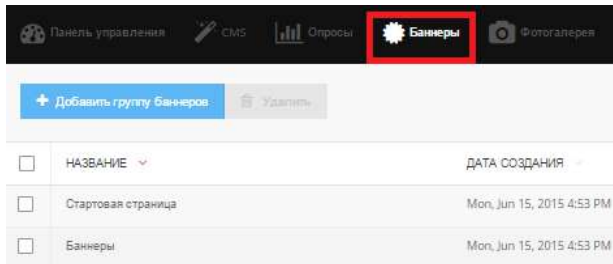 Панель управления CMS Опросы Баннеры Фотогалерея
+ Добавить группу баннеров Удалить
НАЗВАНИЕ ДАТА СОЗДАНИЯ
Стартовая страница Mon, Jun 15, 2015 4:53 PM
Баннеры Mon, Jun 15, 2015 4:53 PM